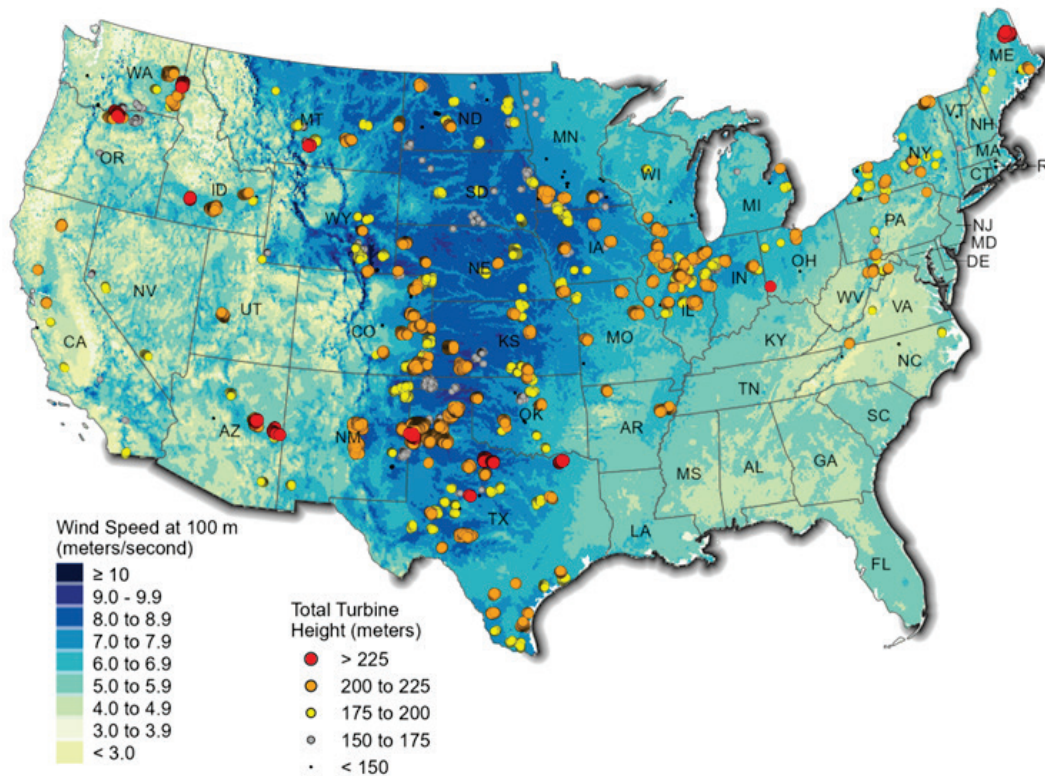 WA
ME
MT
ND
VT
MN
NH
OR
NY
MA
ID
SD
WI
CT
R
MI
WY
PA
IA
NJ
NE
MD
OH
IN
DE
NV
UT
IL
WV
CO
VA
KS
MO
CA
KY
NC
TN
OK
AZ
NM
AR
SC
MS
AL
GA
TX
LA
FL
Wind Speed at 100 m
(meters/second)
≥ 10
9.0 - 9.9
8.0 to 8.9
7.0 to 7.9
6.0 to 6.9
5.0 to 5.9
4.0 to 4.9
3.0 to 3.9
< 3.0
Total Turbine
Height (meters)
> 225
200 to 225
175 to 200
150 to 175
< 150